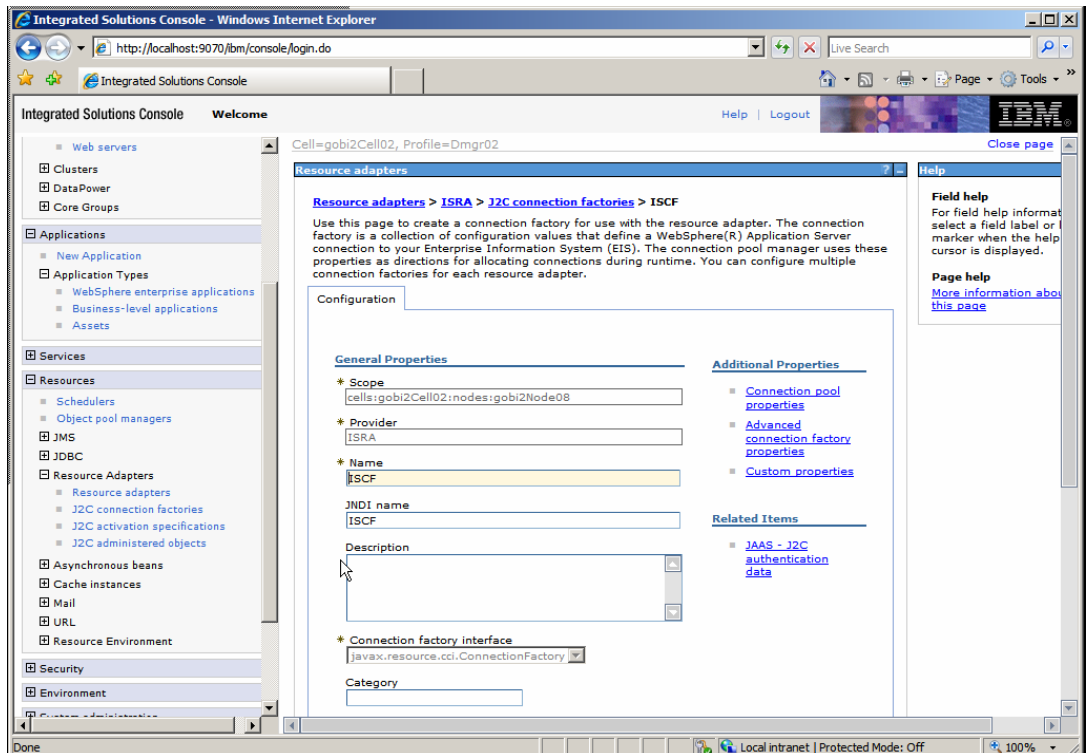 Integrated Solutions Console - Windows Internet Explorer
http://localhost:9070/ibm/console/login.do
Live Search
Integrated Solutions Console
Page
Tools
Integrated Solutions Console Welcome
Help | Logout
IBM
Web servers
Clusters
DataPower
Core Groups
Applications
New Application
Application Types
WebSphere enterprise applications
Business-level applications
Assets
Services
Resources
Schedulers
Object pool managers
JMS
JDBC
Resource Adapters
Resource adapters
J2C connection factories
J2C activation specifications
J2C administered objects
Asynchronous beans
Cache instances
Mail
URL
Resource Environment
Security
Environment
System administration
Cell=gobi2Cell02, Profile=Dmgr02
Close page
Resource adapters
Resource adapters > ISRA > J2C connection factories > ISCF
Use this page to create a connection factory for use with the resource adapter. The connection
factory is a collection of configuration values that define a WebSphere(R) Application Server
connection to your Enterprise Information System (EIS). The connection pool manager uses these
properties as directions for allocating connections during runtime. You can configure multiple
connection factories for each resource adapter.
Configuration
General Properties
* Scope
cells:gobi2Cell02:nodes:gobi2Node08
* Provider
ISRA
* Name
ISCF
JNDI name
ISCF
Description
* Connection factory interface
javax.resource.cci.ConnectionFactory
Category
Additional Properties
Connection pool
properties
Advanced
connection factory
properties
Custom properties
Related Items
JAAS - J2C
authentication
data
Help
Field help
For field help informat
select a field label or l
marker when the help
cursor is displayed.
Page help
More information abou
this page
Done
Local intranet | Protected Mode: Off
100%